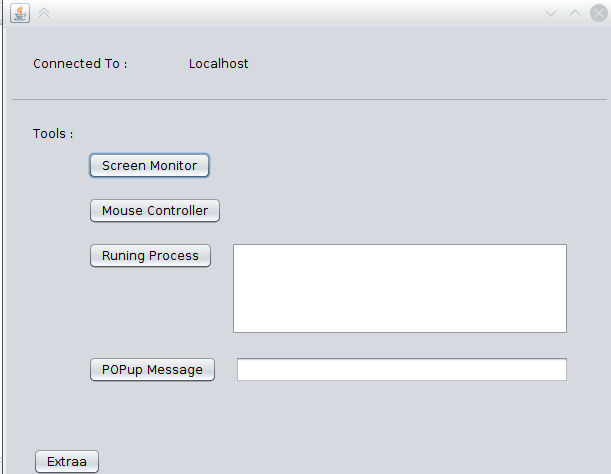 Connected To : Localhost
Tools :
Screen Monitor
Mouse Controller
Runing Process
POPup Message
Extraa